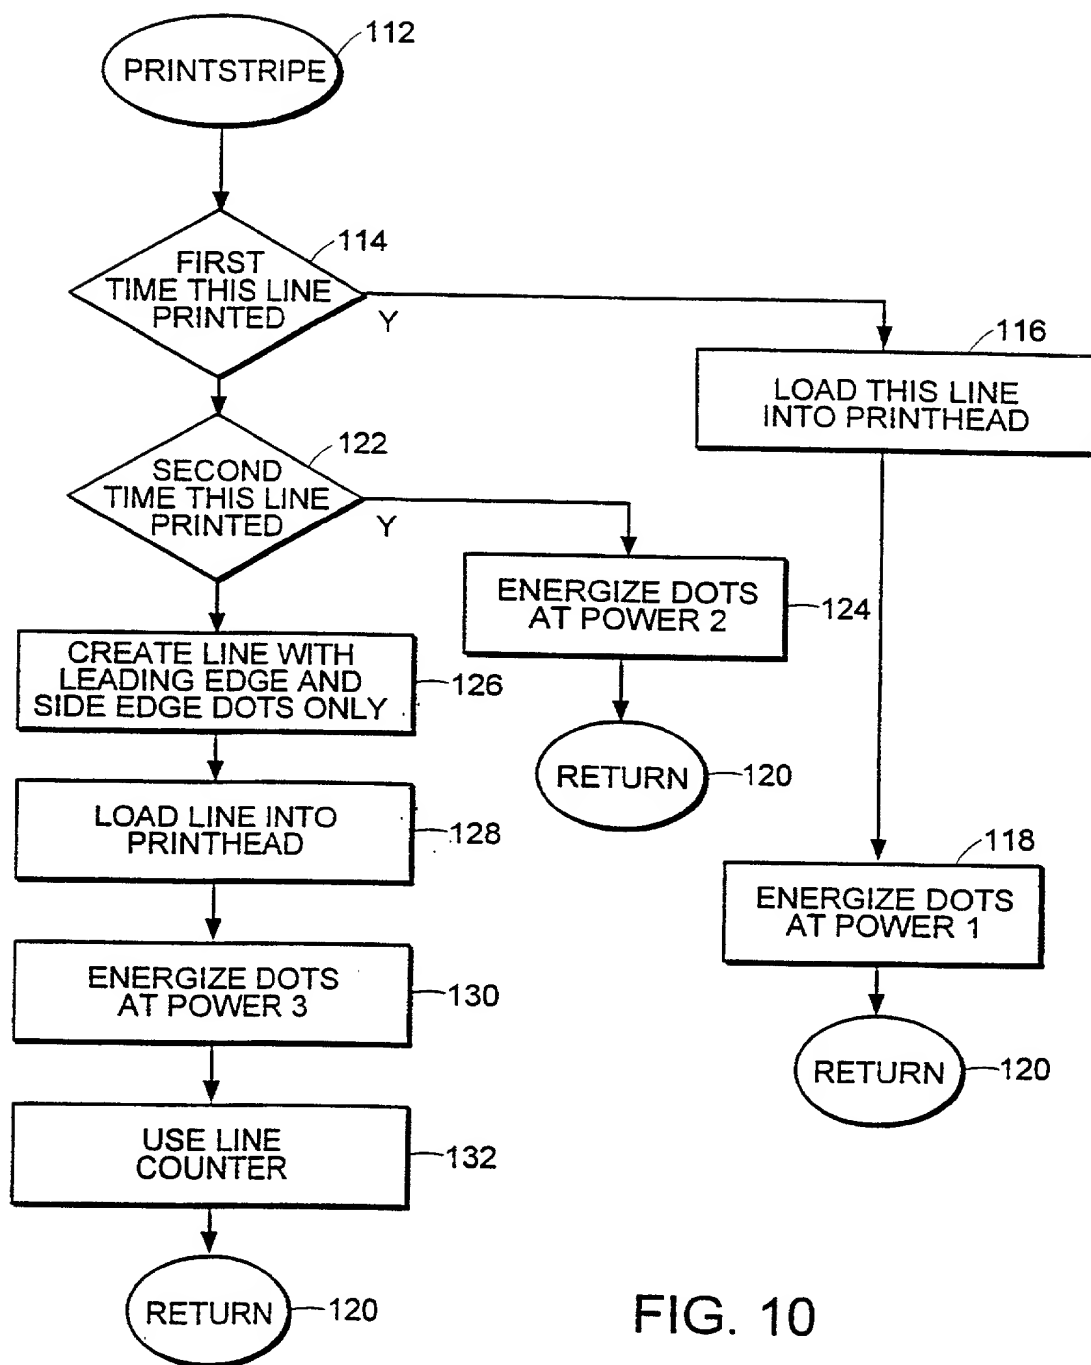 PRINTSTRIPE
112
FIRST
TIME THIS LINE
PRINTED
114
Y
116
LOAD THIS LINE
INTO PRINTHEAD
122
SECOND
TIME THIS LINE
PRINTED
Y
ENERGIZE DOTS
AT POWER 2
124
CREATE LINE WITH
LEADING EDGE AND
SIDE EDGE DOTS ONLY
126
RETURN
120
LOAD LINE INTO
PRINTHEAD
128
118
ENERGIZE DOTS
AT POWER 1
ENERGIZE DOTS
AT POWER 3
130
RETURN
120
USE LINE
COUNTER
132
RETURN
120
FIG. 10